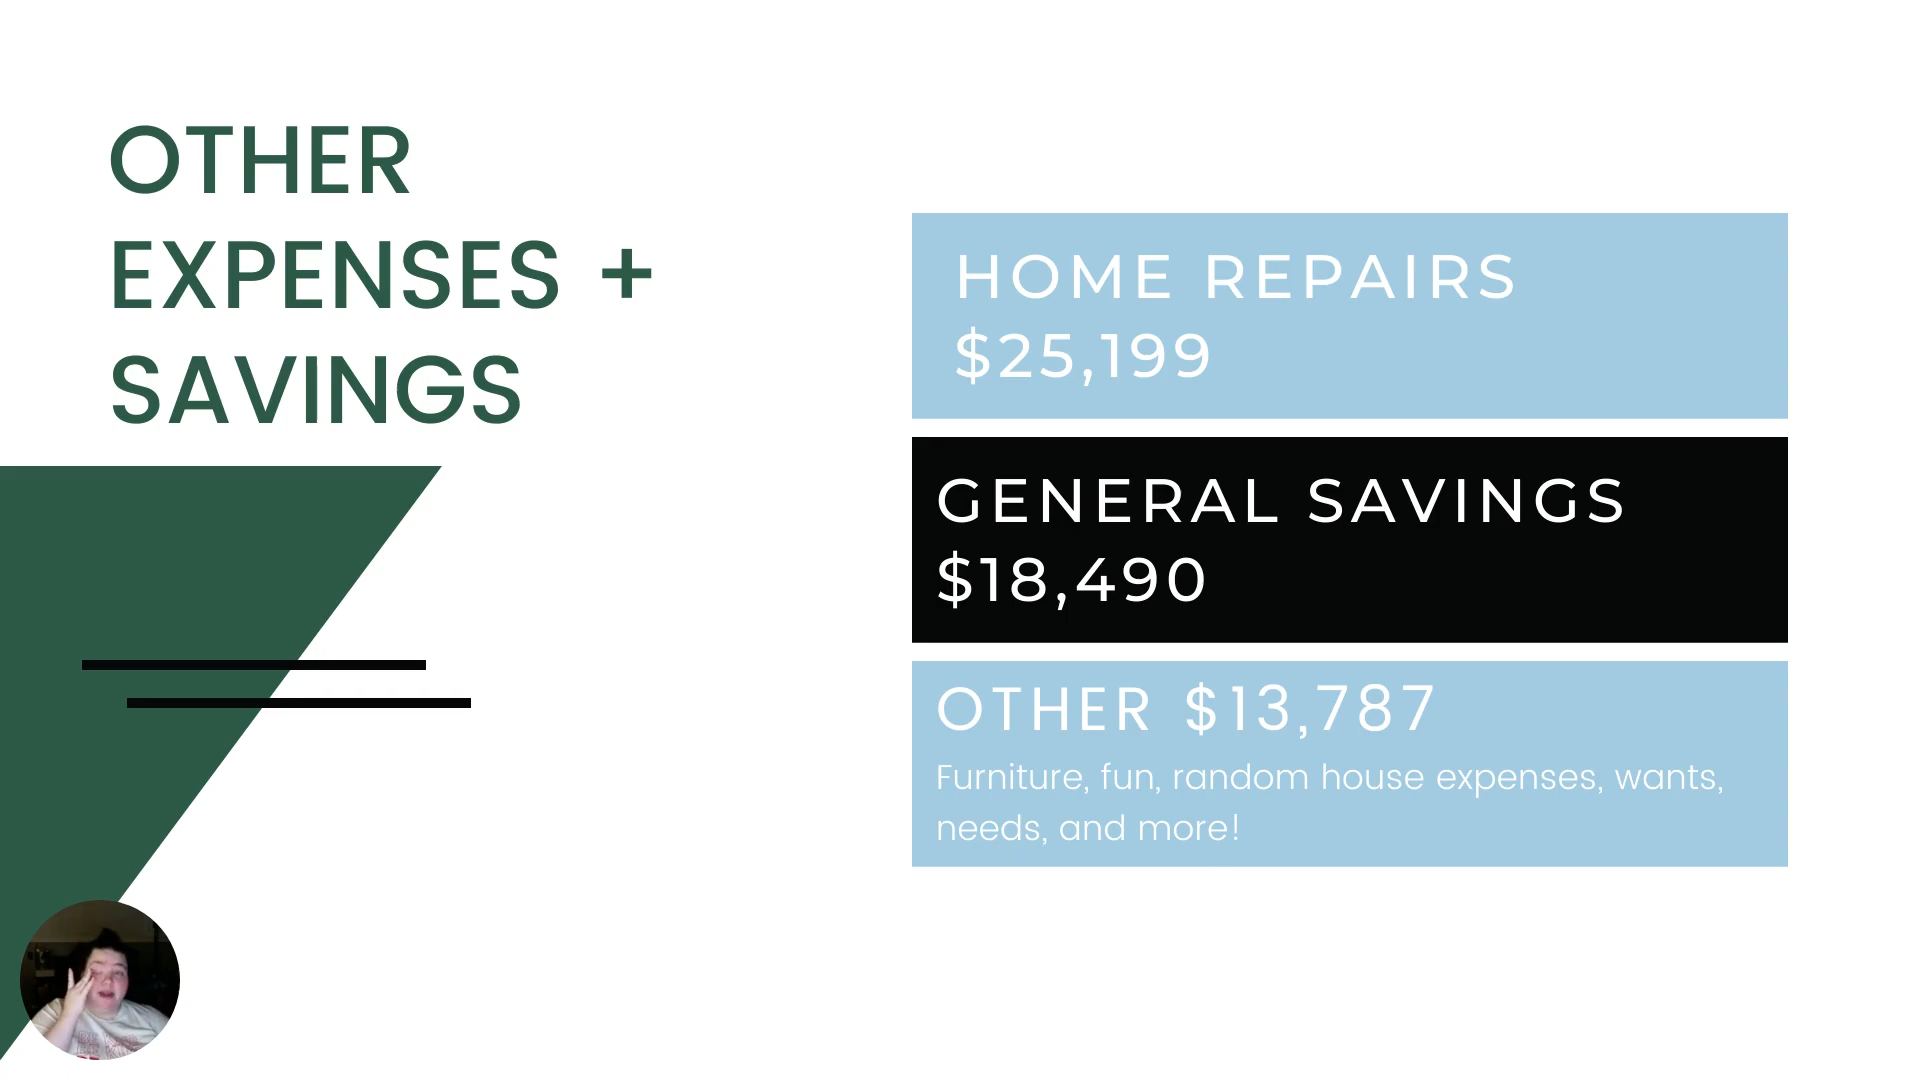 OTHER
EXPENSES +
SAVINGS
HOME REPAIRS
$25,199
GENERAL SAVINGS
$18,490
OTHER $13,787
Furniture, fun, random house expenses, wants,
needs, and more!